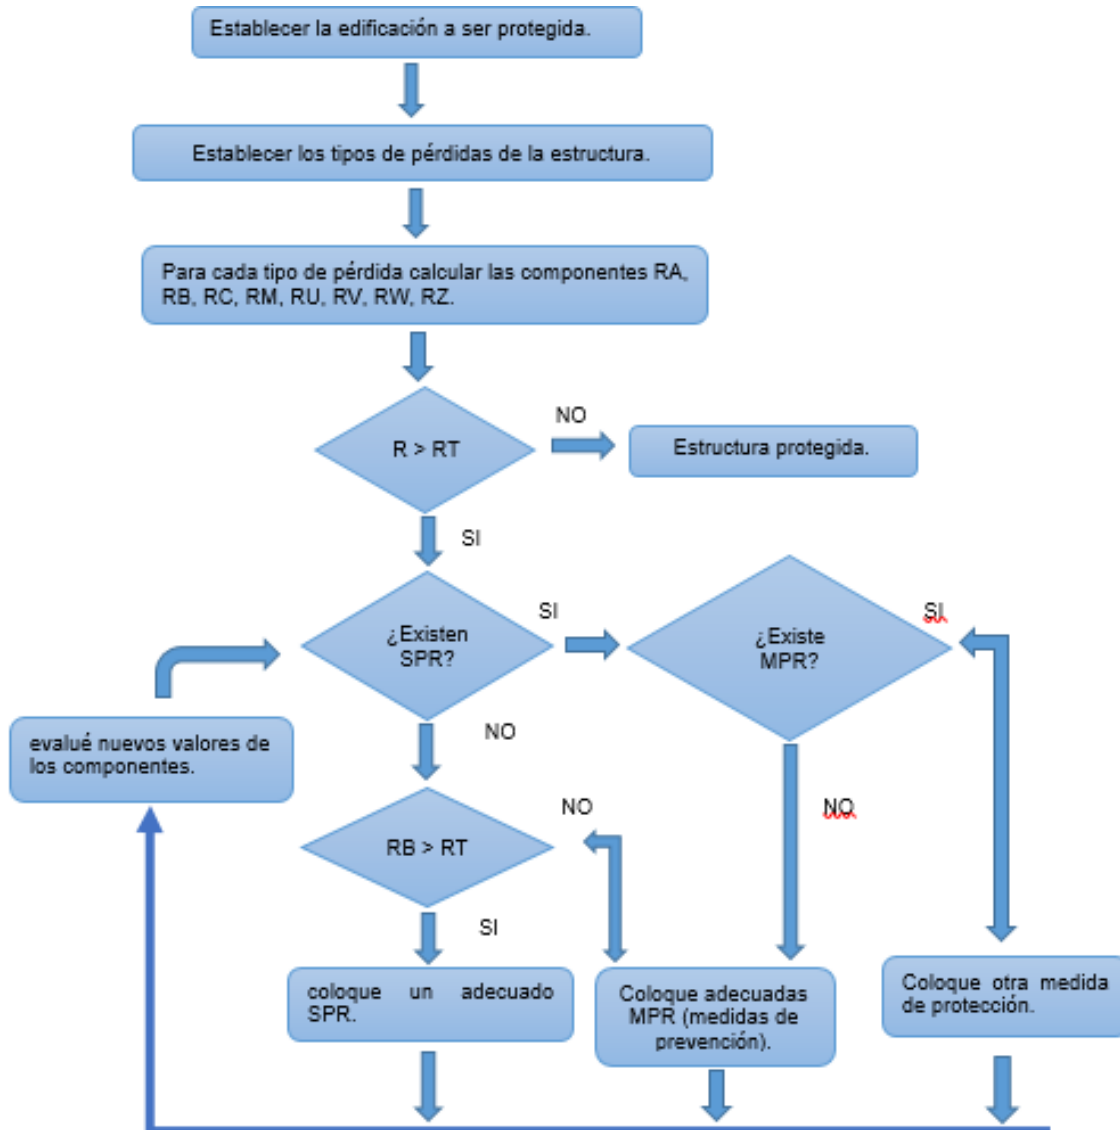 Establecer la edificación a ser protegida.
Establecer los tipos de pérdidas de la estructura.
Para cada tipo de pérdida calcular las componentes RA,
RB, RC, RM, RU, RV, RW, RZ.
NO
R > RT
Estructura protegida.
SI
¿Existen
SPR?
SI
¿Existe
MPR?
SI
evalué nuevos valores de
los componentes.
NO
NO
NO
RB > RT
SI
coloque un adecuado
SPR.
Coloque adecuadas
MPR (medidas de
prevención).
Coloque otra medida
de protección.